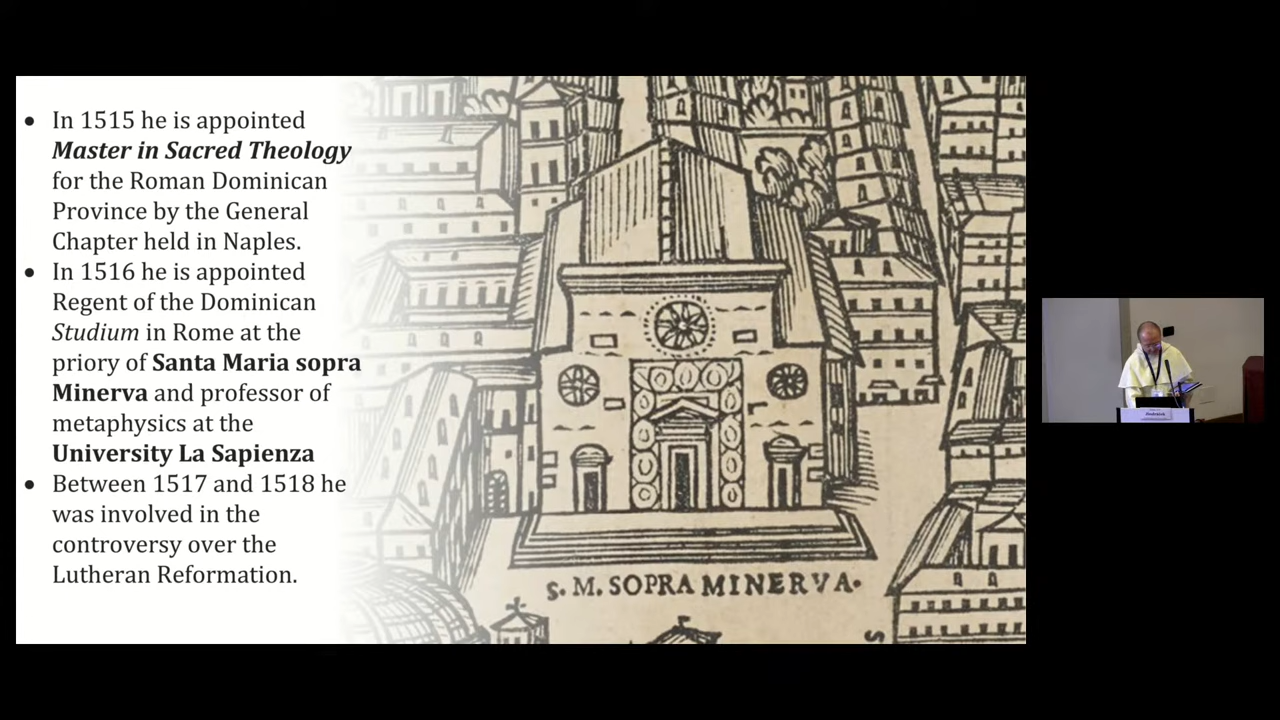 • In 1515 he is appointed
Master in Sacred Theology
for the Roman Dominican
Province by the General
Chapter held in Naples.
• In 1516 he is appointed
Regent of the Dominican
Studium in Rome at the
priory of Santa Maria sopra
Minerva and professor of
metaphysics at the
University La Sapienza
• Between 1517 and 1518 he
was involved in the
controversy over the
Lutheran Reformation.
S. M. SOPRA MINERVA.